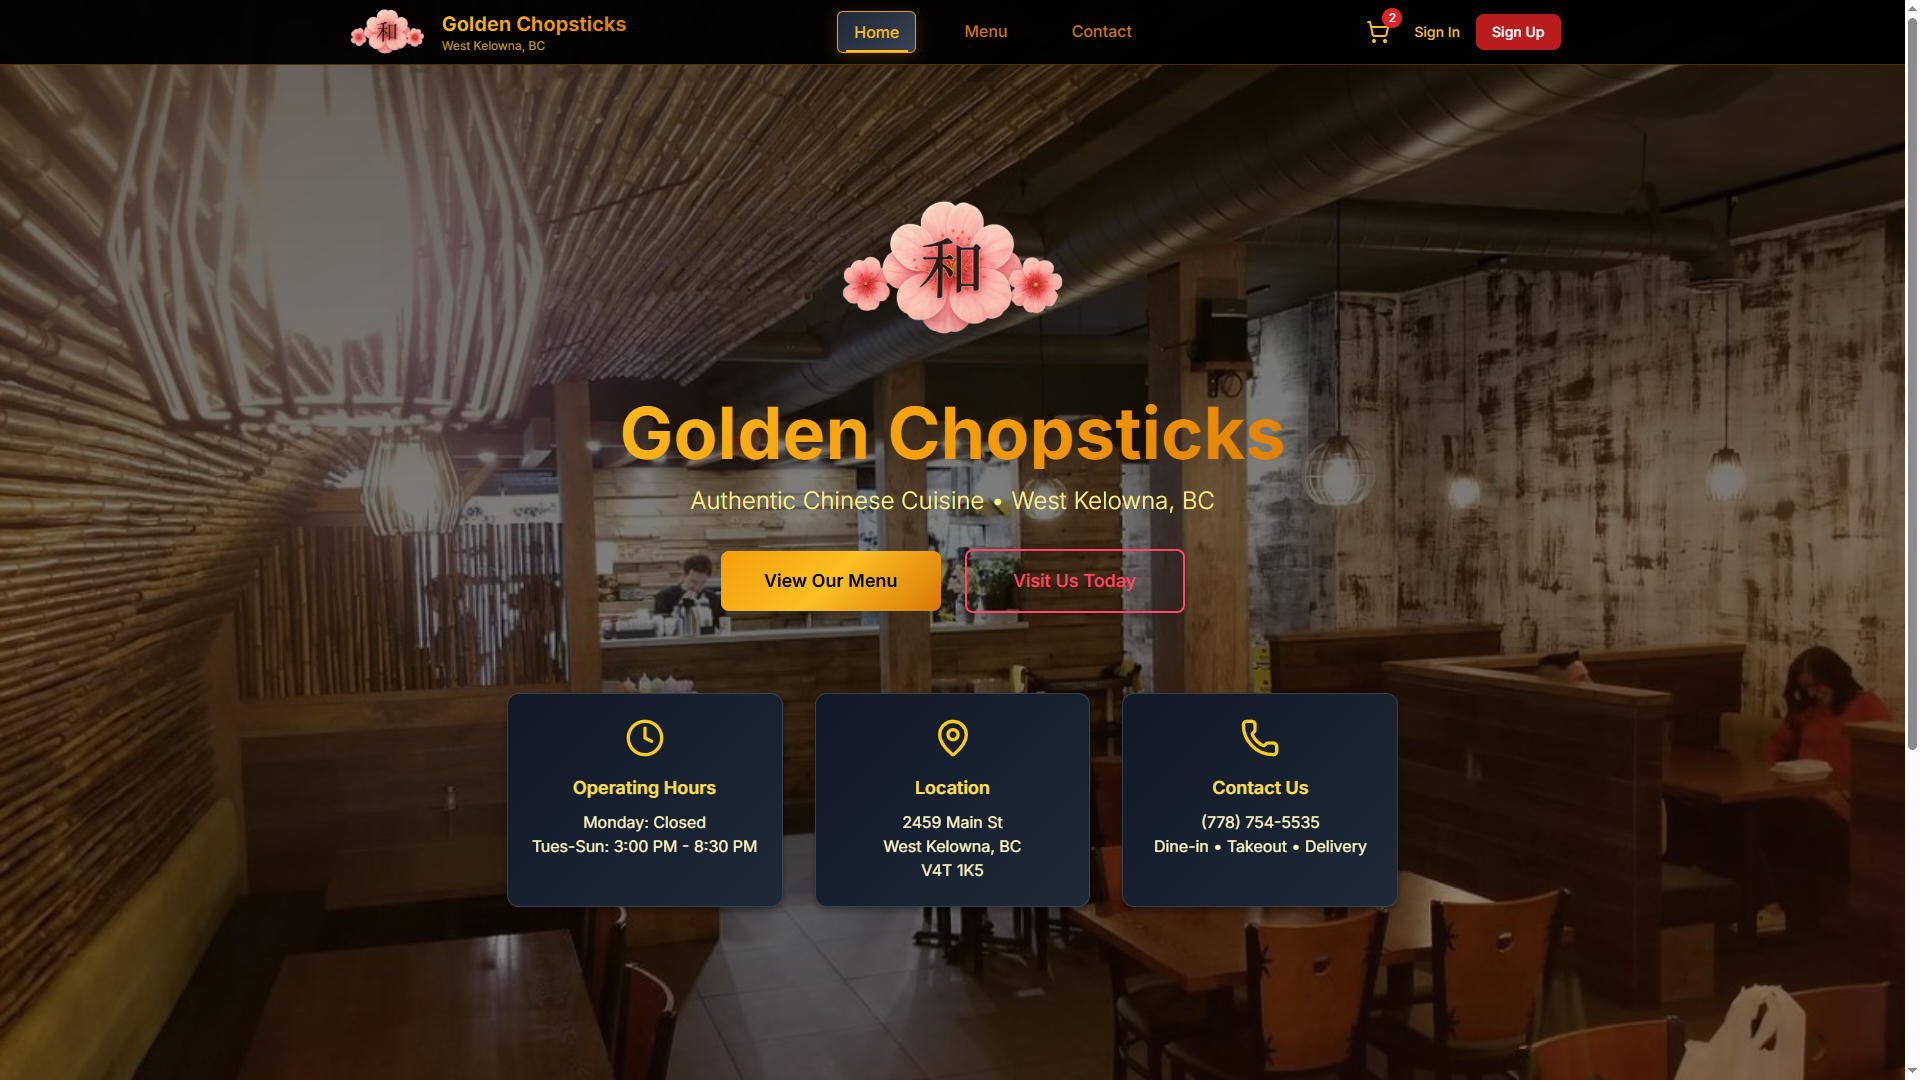 和
Golden Chopsticks
West Kelowna, BC
Home
Menu
Contact
2
Sign In
Sign Up
和
Golden Chopsticks
Authentic Chinese Cuisine • West Kelowna, BC
View Our Menu
Visit Us Today
Operating Hours
Monday: Closed
Tues-Sun: 3:00 PM - 8:30 PM
Location
2459 Main St
West Kelowna, BC
V4T 1K5
Contact Us
(778) 754-5535
Dine-in • Takeout • Delivery